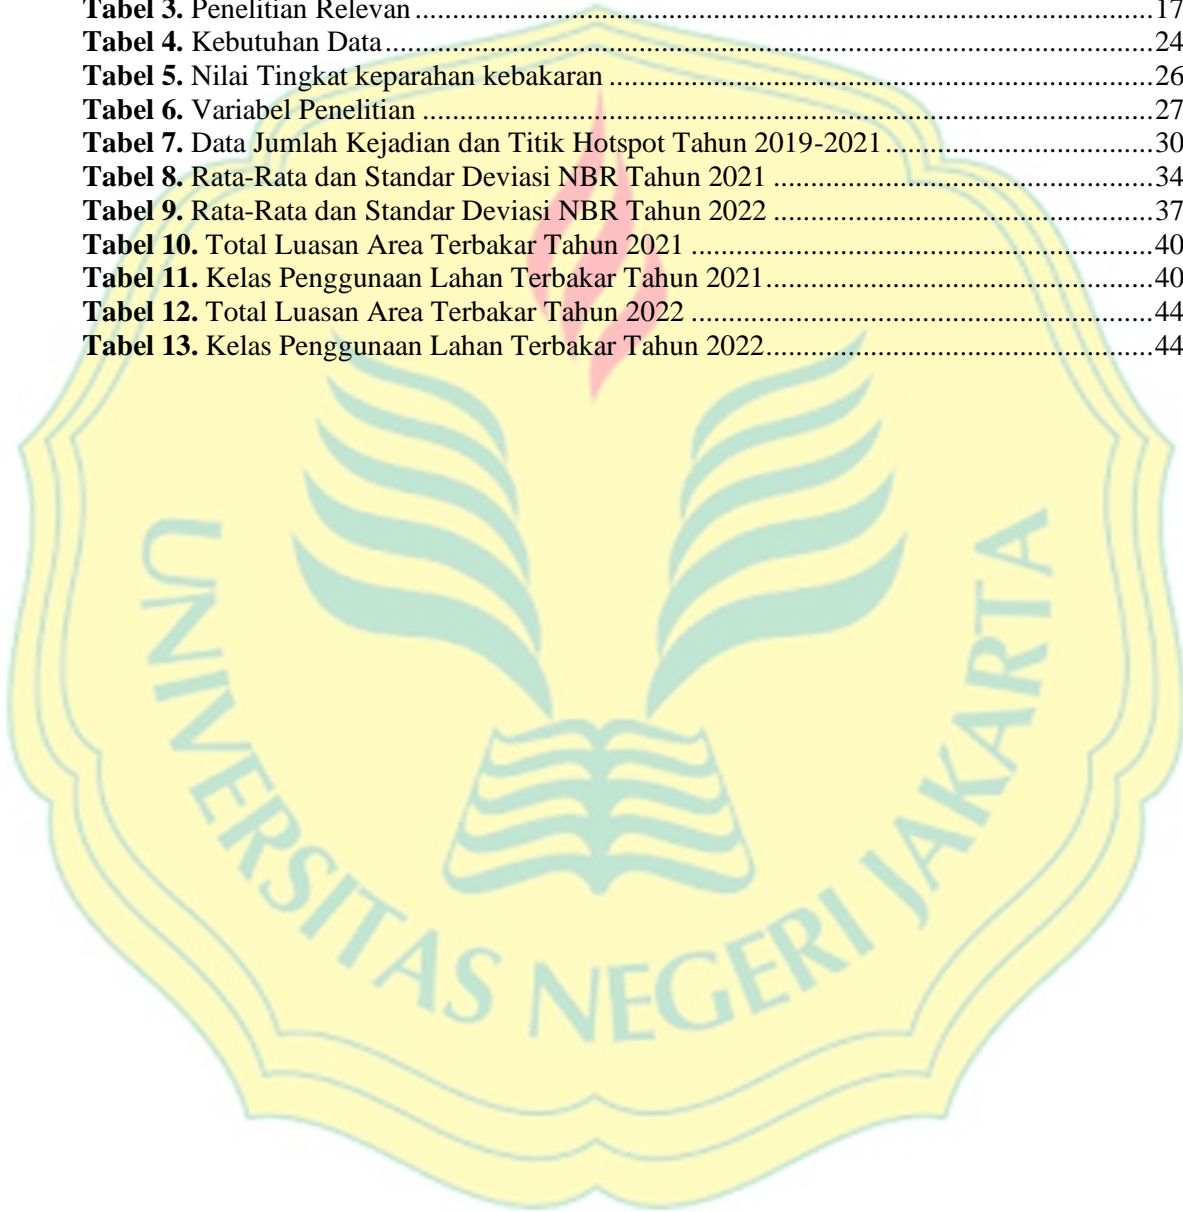 Tabel 3. Penelitian Relevan....................................................................................................17
Tabel 4. Kebutuhan Data........................................................................................................24
Tabel 5. Nilai Tingkat keparahan kebakaran ..........................................................................26
Tabel 6. Variabel Penelitian ...................................................................................................27
Tabel 7. Data Jumlah Kejadian dan Titik Hotspot Tahun 2019-2021....................................30
Tabel 8. Rata-Rata dan Standar Deviasi NBR Tahun 2021 ...................................................34
Tabel 9. Rata-Rata dan Standar Deviasi NBR Tahun 2022 ...................................................37
Tabel 10. Total Luasan Area Terbakar Tahun 2021 ..............................................................40
Tabel 11. Kelas Penggunaan Lahan Terbakar Tahun 2021....................................................40
Tabel 12. Total Luasan Area Terbakar Tahun 2022 ..............................................................44
Tabel 13. Kelas Penggunaan Lahan Terbakar Tahun 2022....................................................44
UNIVERSITAS NEGERI JAKARTA